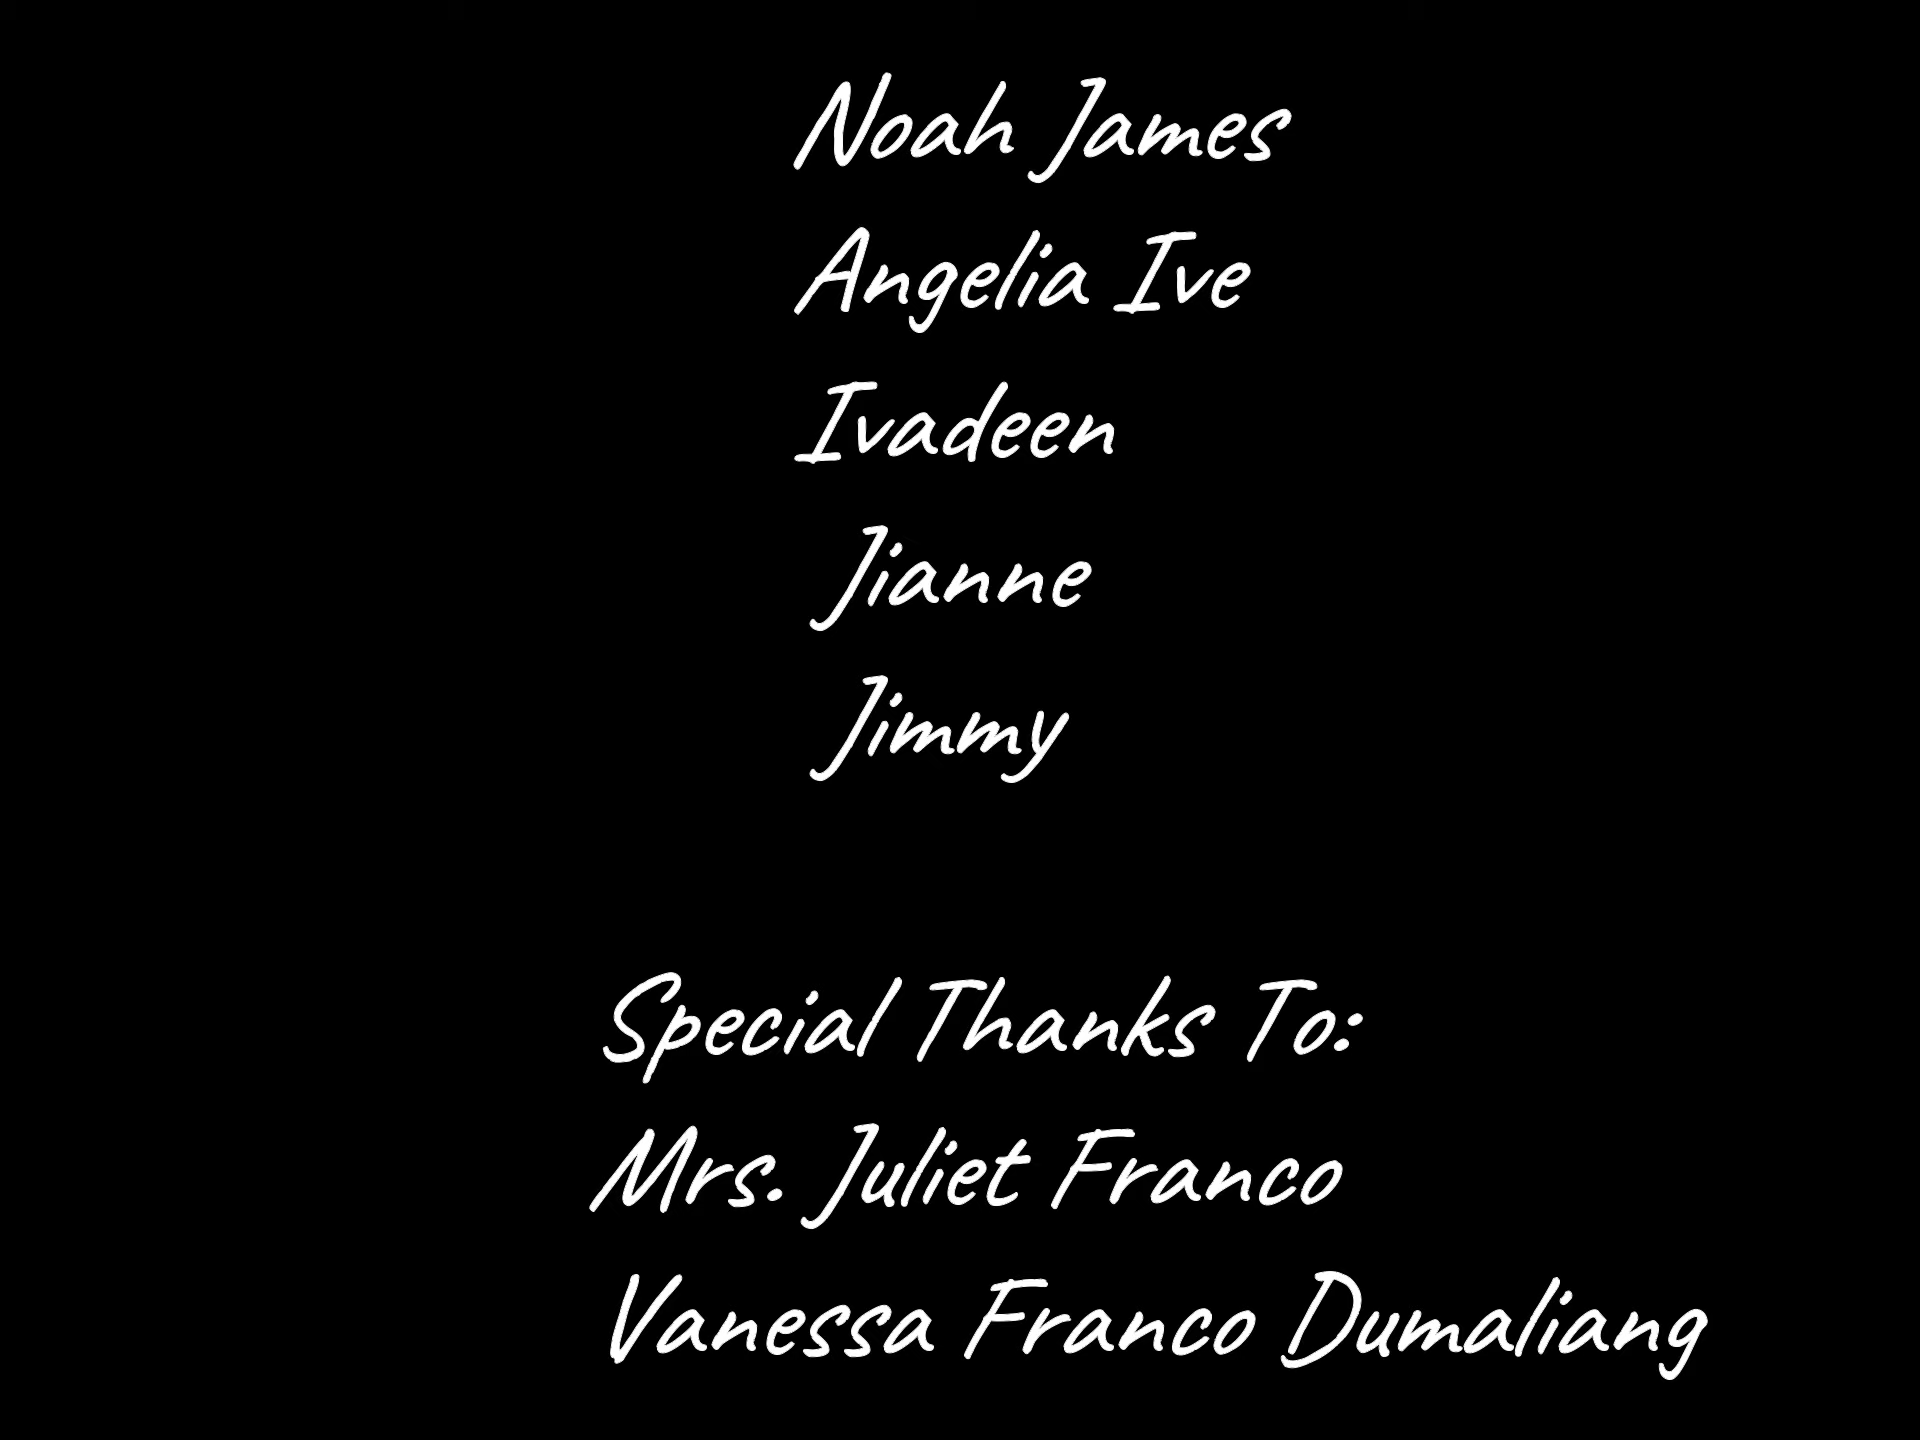 Noah James
Angelia Ive
Ivadeen
Jianne
Jimmy
Special Thanks To:
Mrs. Juliet Franco
Vanessa Franco Dumaliang